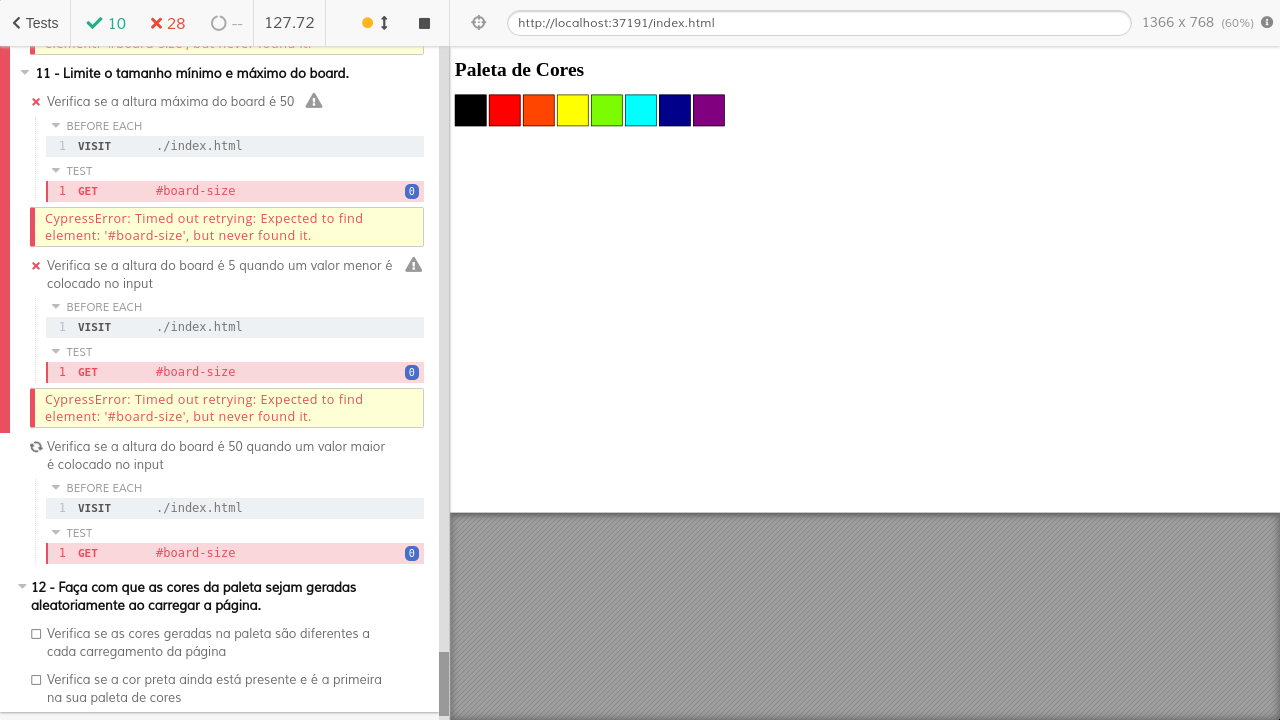 Tests 10 28 -- 127.72
http://localhost:37191/index.html 1366 x 768 (60%)
element: '#board-size', but never found it.
11 - Limite o tamanho mínimo e máximo do board.
Verifica se a altura máxima do board é 50
BEFORE EACH
1 VISIT ./index.html
TEST
1 GET #board-size 0
CypressError: Timed out retrying: Expected to find
element: '#board-size', but never found it.
Verifica se a altura do board é 5 quando um valor menor é
colocado no input
BEFORE EACH
1 VISIT ./index.html
TEST
1 GET #board-size 0
CypressError: Timed out retrying: Expected to find
element: '#board-size', but never found it.
Verifica se a altura do board é 50 quando um valor maior
é colocado no input
BEFORE EACH
1 VISIT ./index.html
TEST
1 GET #board-size 0
12 - Faça com que as cores da paleta sejam geradas
aleatoriamente ao carregar a página.
Verifica se as cores geradas na paleta são diferentes a
cada carregamento da página
Verifica se a cor preta ainda está presente e é a primeira
na sua paleta de cores
Paleta de Cores